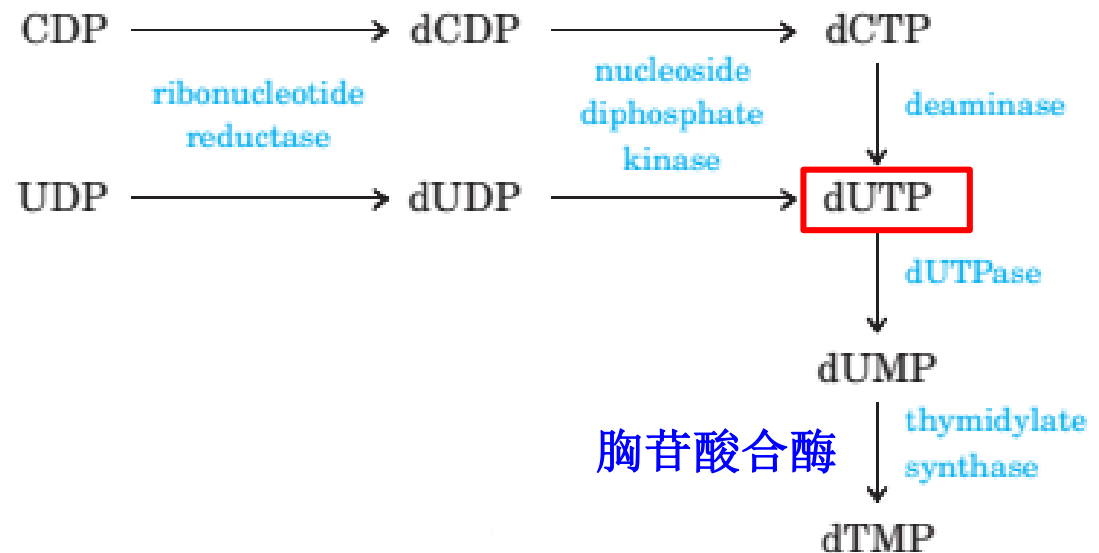 CDP dCDP dCTP
ribonucleotide
reductase
nucleoside
diphosphate
kinase
deaminase
UDP dUDP dUTP
dUTPase
dUMP
胸苷酸合酶
thymidylate
synthase
dTMP